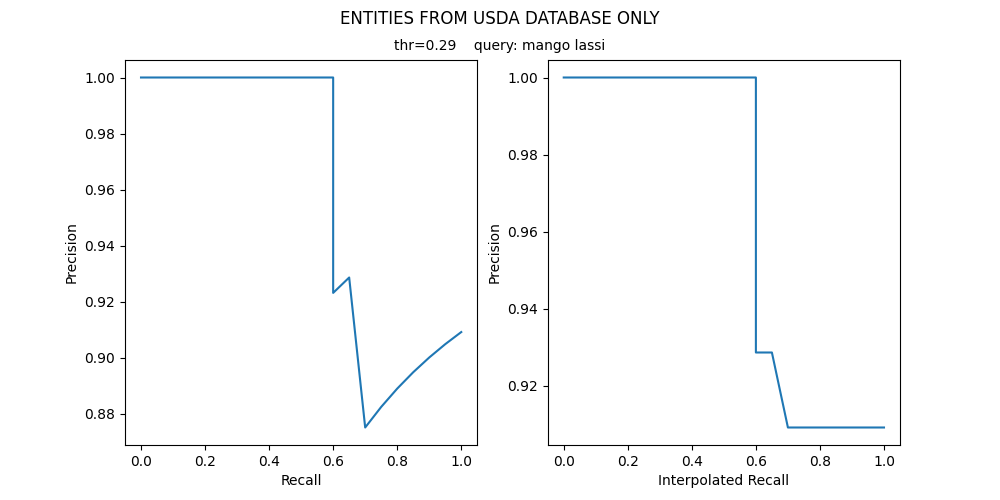 ENTITIES FROM USDA DATABASE ONLY
thr=0.29    query: mango lassi
1.00
0.98
0.96
0.94
0.92
0.90
0.88
Precision
0.0 0.2 0.4 0.6 0.8 1.0
Recall
1.00
0.98
0.96
0.94
0.92
Precision
0.0 0.2 0.4 0.6 0.8 1.0
Interpolated Recall